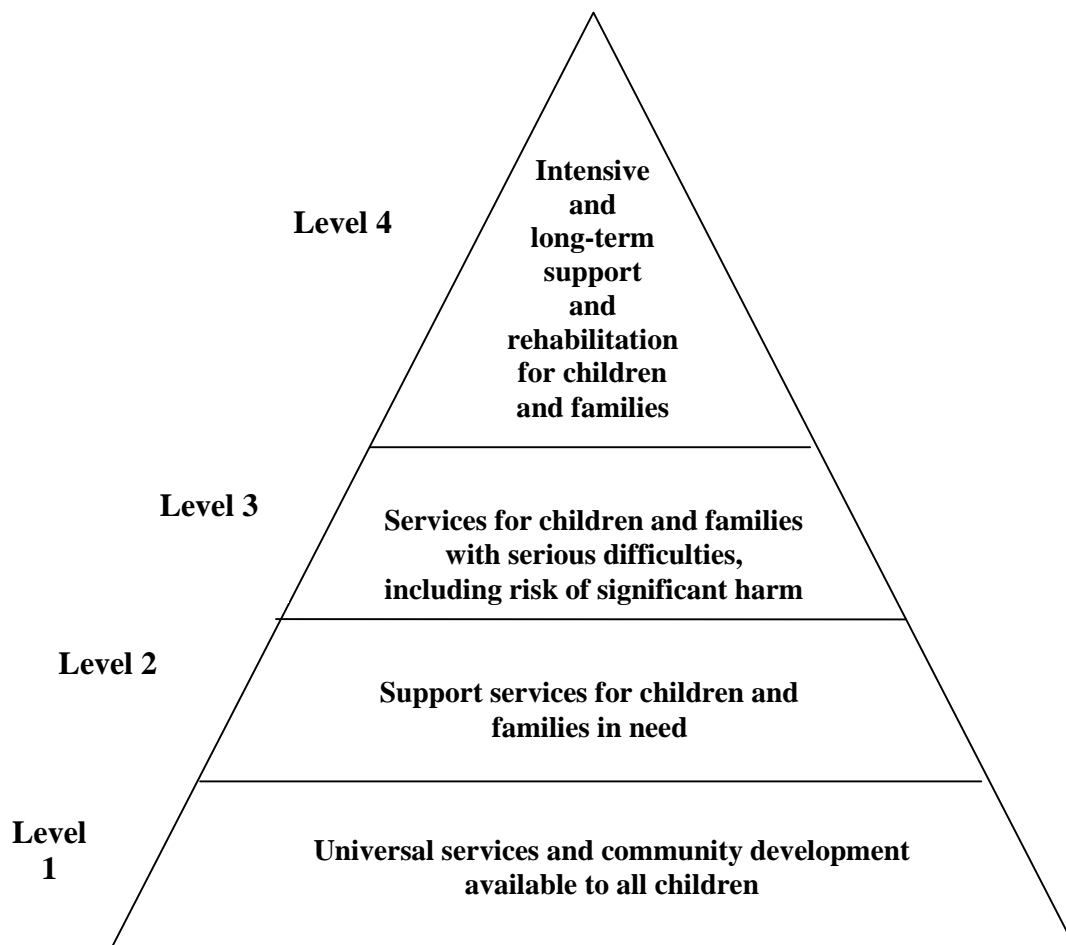 Level 4
Intensive
and
long-term
support
and
rehabilitation
for children
and families
Level 3
Services for children and families
with serious difficulties,
including risk of significant harm
Level 2
Support services for children and
families in need
Level
1
Universal services and community development
available to all children